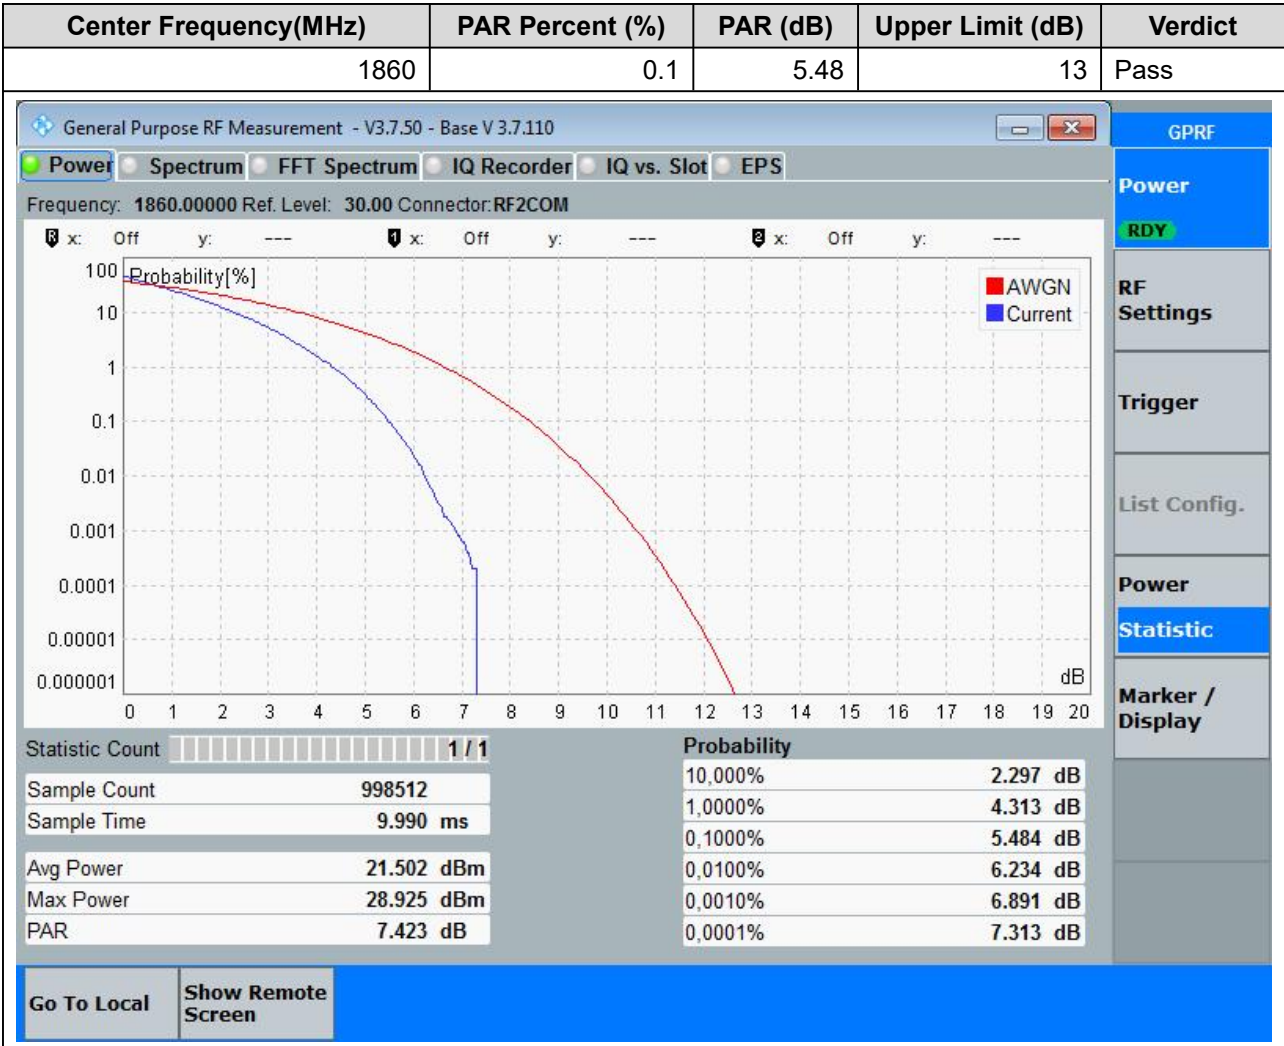 Center Frequency(MHz) PAR Percent (%) PAR (dB) Upper Limit (dB) Verdict
1860 0.1 5.48 13 Pass
General Purpose RF Measurement - V3.7.50 - Base V 3.7.110
GPRF
Power Spectrum FFT Spectrum IQ Recorder IQ vs. Slot EPS
Frequency: 1860.00000 Ref. Level: 30.00 Connector:RF2COM
R x: Off y: --- 1 x: Off y: --- 2 x: Off y: ---
Probability[%]
100
10
1
0.1
0.01
0.001
0.0001
0.00001
0.000001
AWGN
Current
dB
0 1 2 3 4 5 6 7 8 9 10 11 12 13 14 15 16 17 18 19 20
Statistic Count 1 / 1
Sample Count 998512
Sample Time 9.990 ms
Avg Power 21.502 dBm
Max Power 28.925 dBm
PAR 7.423 dB
Probability
10,000% 2.297 dB
1,0000% 4.313 dB
0,1000% 5.484 dB
0,0100% 6.234 dB
0,0010% 6.891 dB
0,0001% 7.313 dB
Power
RDY
RF
Settings
Trigger
List Config.
Power
Statistic
Marker /
Display
Go To Local
Show Remote
Screen